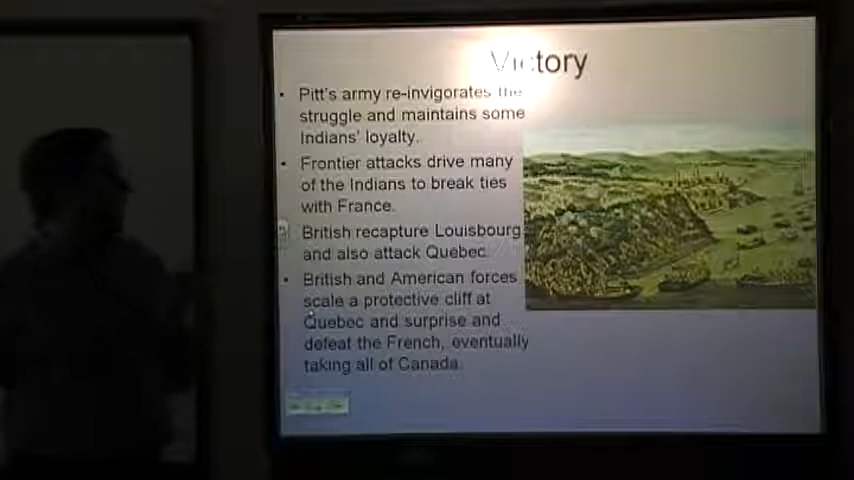 Victory
• Pitt's army re-invigorates the
struggle and maintains some
Indians' loyalty.
• Frontier attacks drive many
of the Indians to break ties
with France.
British recapture Louisbourg
and also attack Quebec.
• British and American forces
scale a protective cliff at
Quebec and surprise and
defeat the French, eventually
taking all of Canada.